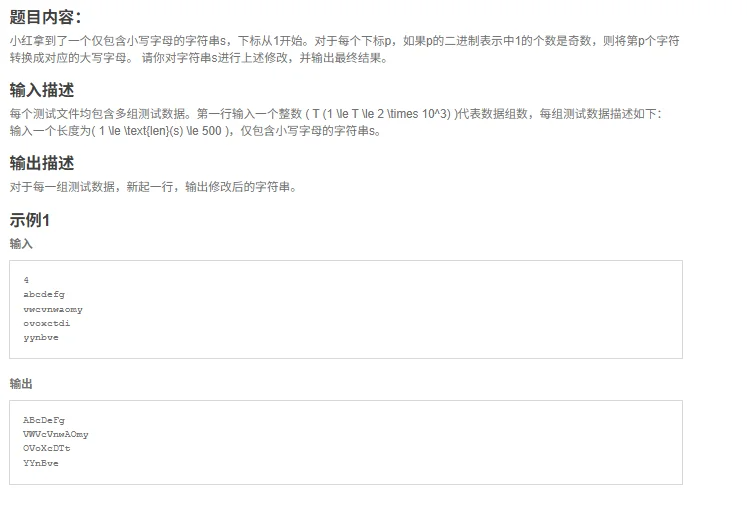 题目内容：
小红拿到了一个仅包含小写字母的字符串s，下标从1开始。对于每个下标p，如果p的二进制表示中1的个数是奇数，则将第p个字符
转换成对应的大写字母。 请你对字符串s进行上述修改，并输出最终结果。
输入描述
每个测试文件均包含多组测试数据。第一行输入一个整数 ( T (1 \le T \le 2 \times 10^3) )代表数据组数，每组测试数据描述如下：
输入一个长度为( 1 \le \text{len}(s) \le 500 )，仅包含小写字母的字符串s。
输出描述
对于每一组测试数据，新起一行，输出修改后的字符串。
示例1
输入
4
abcdefg
vwcvnwaomy
ovoxctdi
yynbve
输出
ABcDeFg
VWVcVnwAOmy
OVoXcDTt
YYnBve